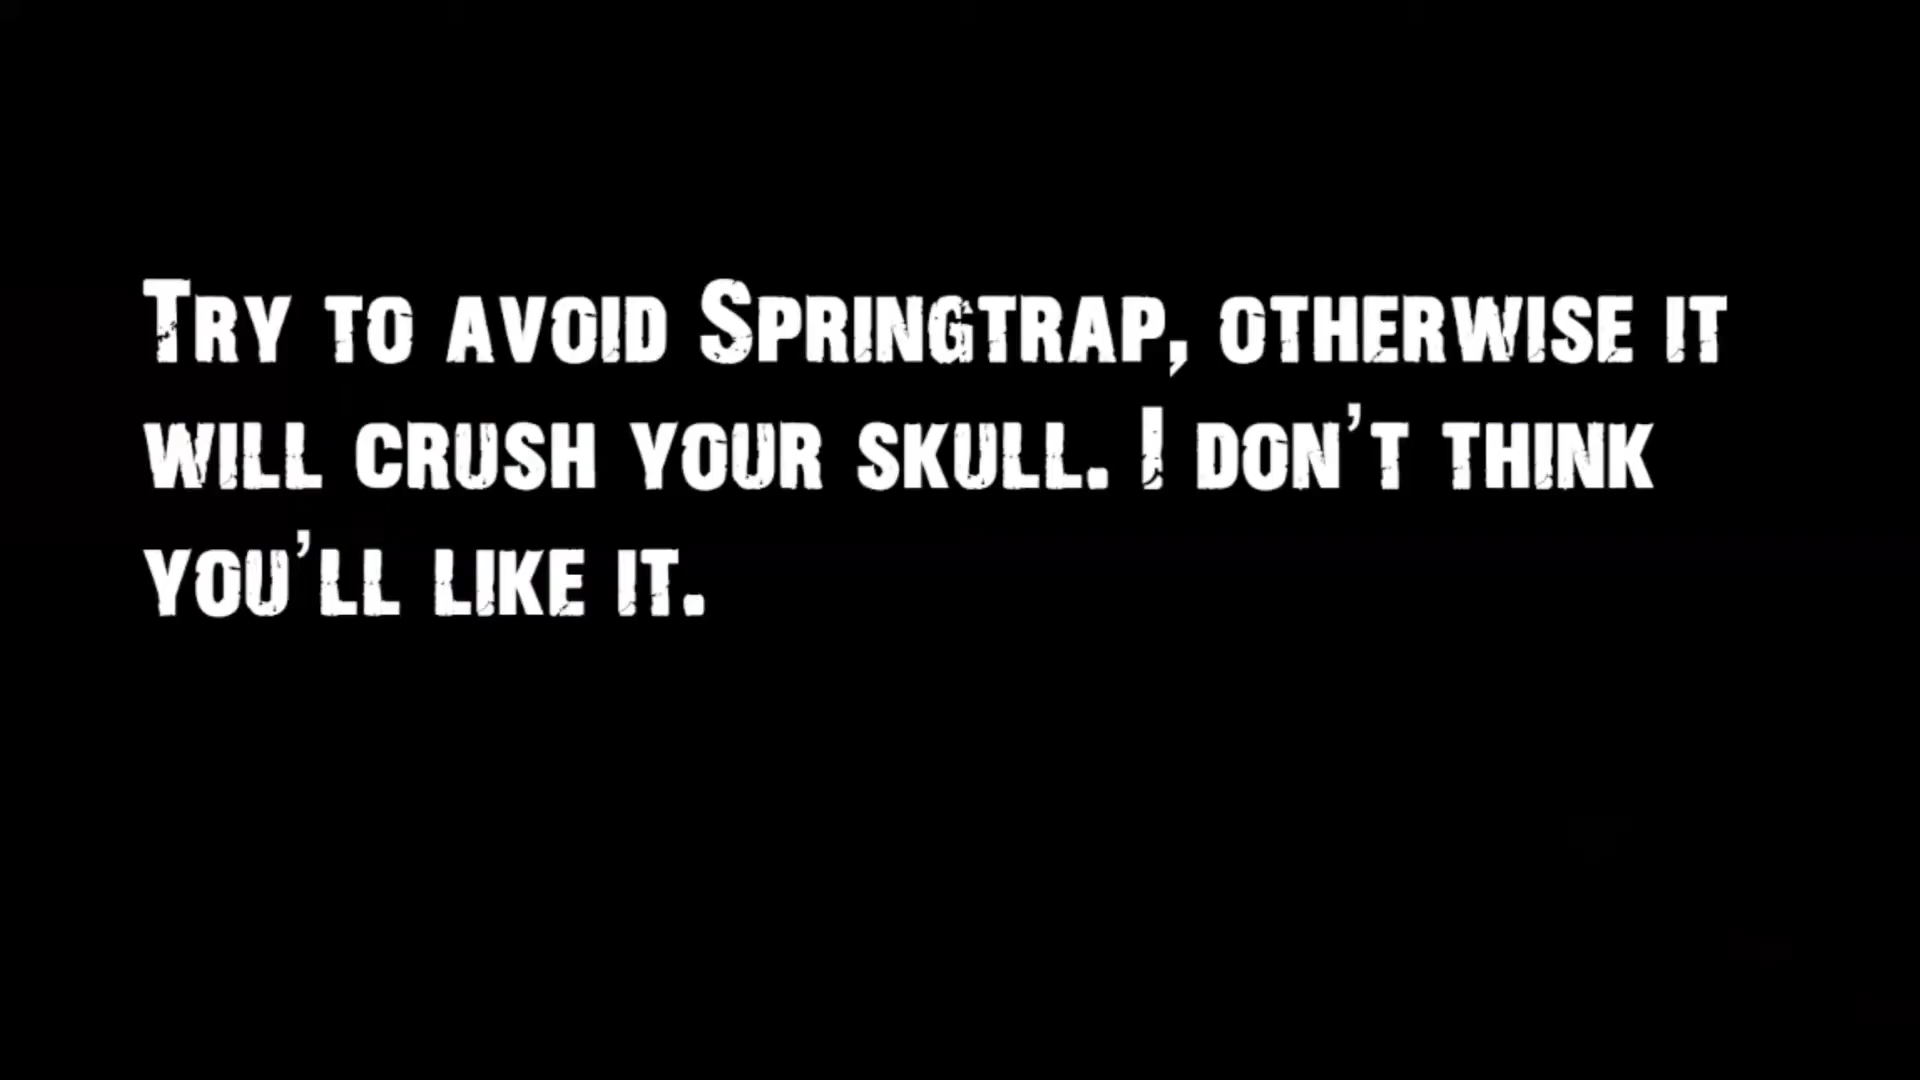 Try to avoid Springtrap, otherwise it
will crush your skull. I don't think
you'll like it.